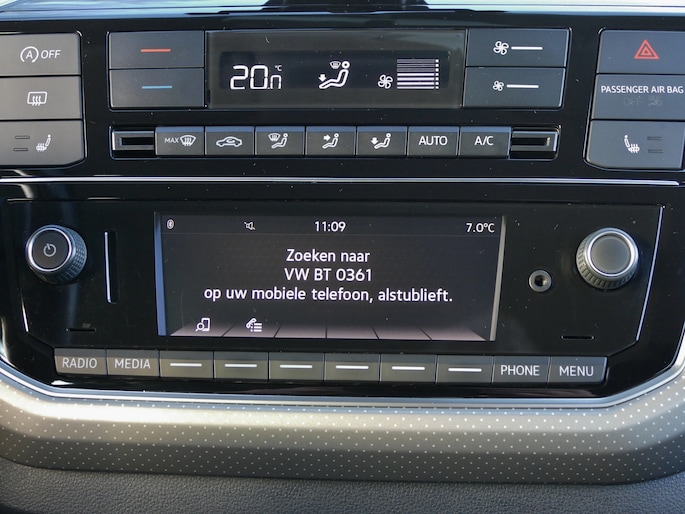 A OFF
20.0 °C
PASSENGER AIR BAG
OFF
MAX
AUTO
A/C
11:09
7.0°C
Zoeken naar
VW BT 0361
op uw mobiele telefoon, alstublieft.
RADIO
MEDIA
PHONE
MENU